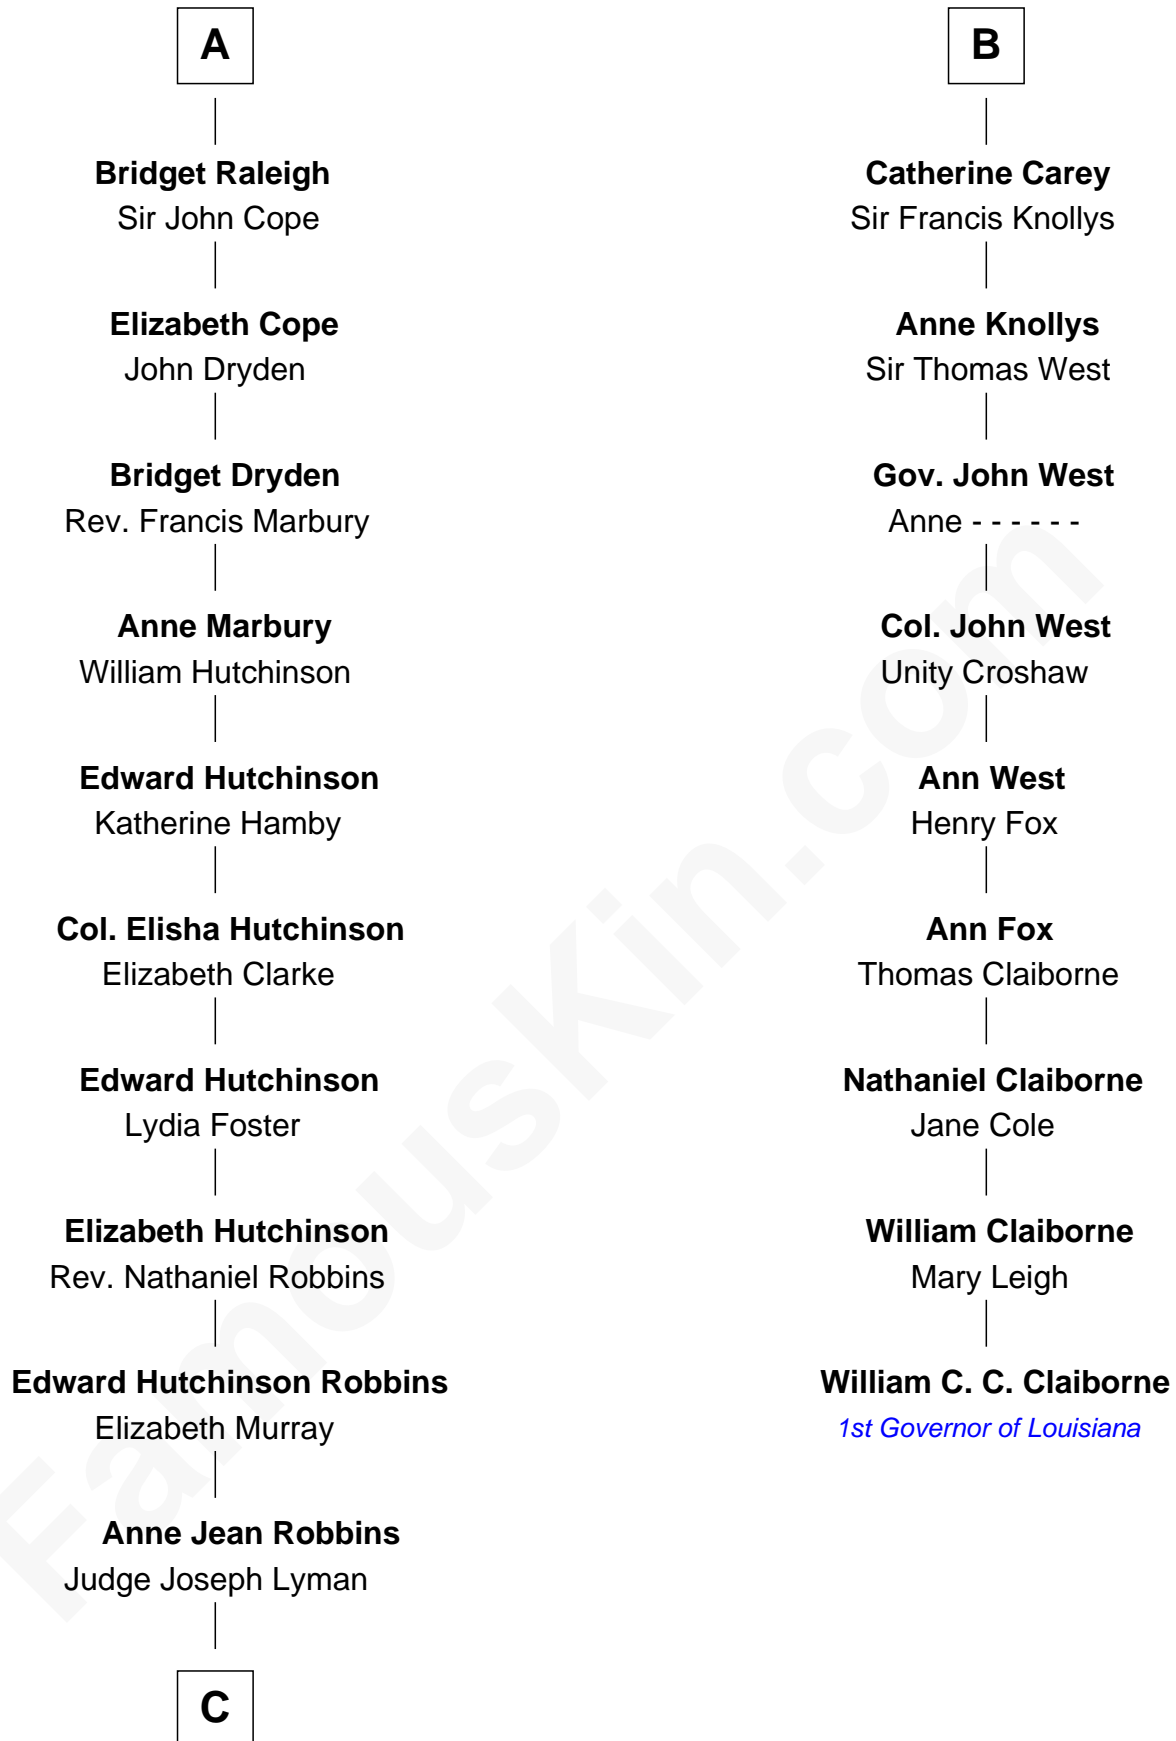 A
Bridget Raleigh
Sir John Cope
Elizabeth Cope
John Dryden
Bridget Dryden
Rev. Francis Marbury
Anne Marbury
William Hutchinson
Edward Hutchinson
Katherine Hamby
Col. Elisha Hutchinson
Elizabeth Clarke
Edward Hutchinson
Lydia Foster
Elizabeth Hutchinson
Rev. Nathaniel Robbins
Edward Hutchinson Robbins
Elizabeth Murray
Anne Jean Robbins
Judge Joseph Lyman
C
B
Catherine Carey
Sir Francis Knollys
Anne Knollys
Sir Thomas West
Gov. John West
Anne - - - - - -
Col. John West
Unity Croshaw
Ann West
Henry Fox
Ann Fox
Thomas Claiborne
Nathaniel Claiborne
Jane Cole
William Claiborne
Mary Leigh
William C. C. Claiborne
1st Governor of Louisiana
FamousKin.com